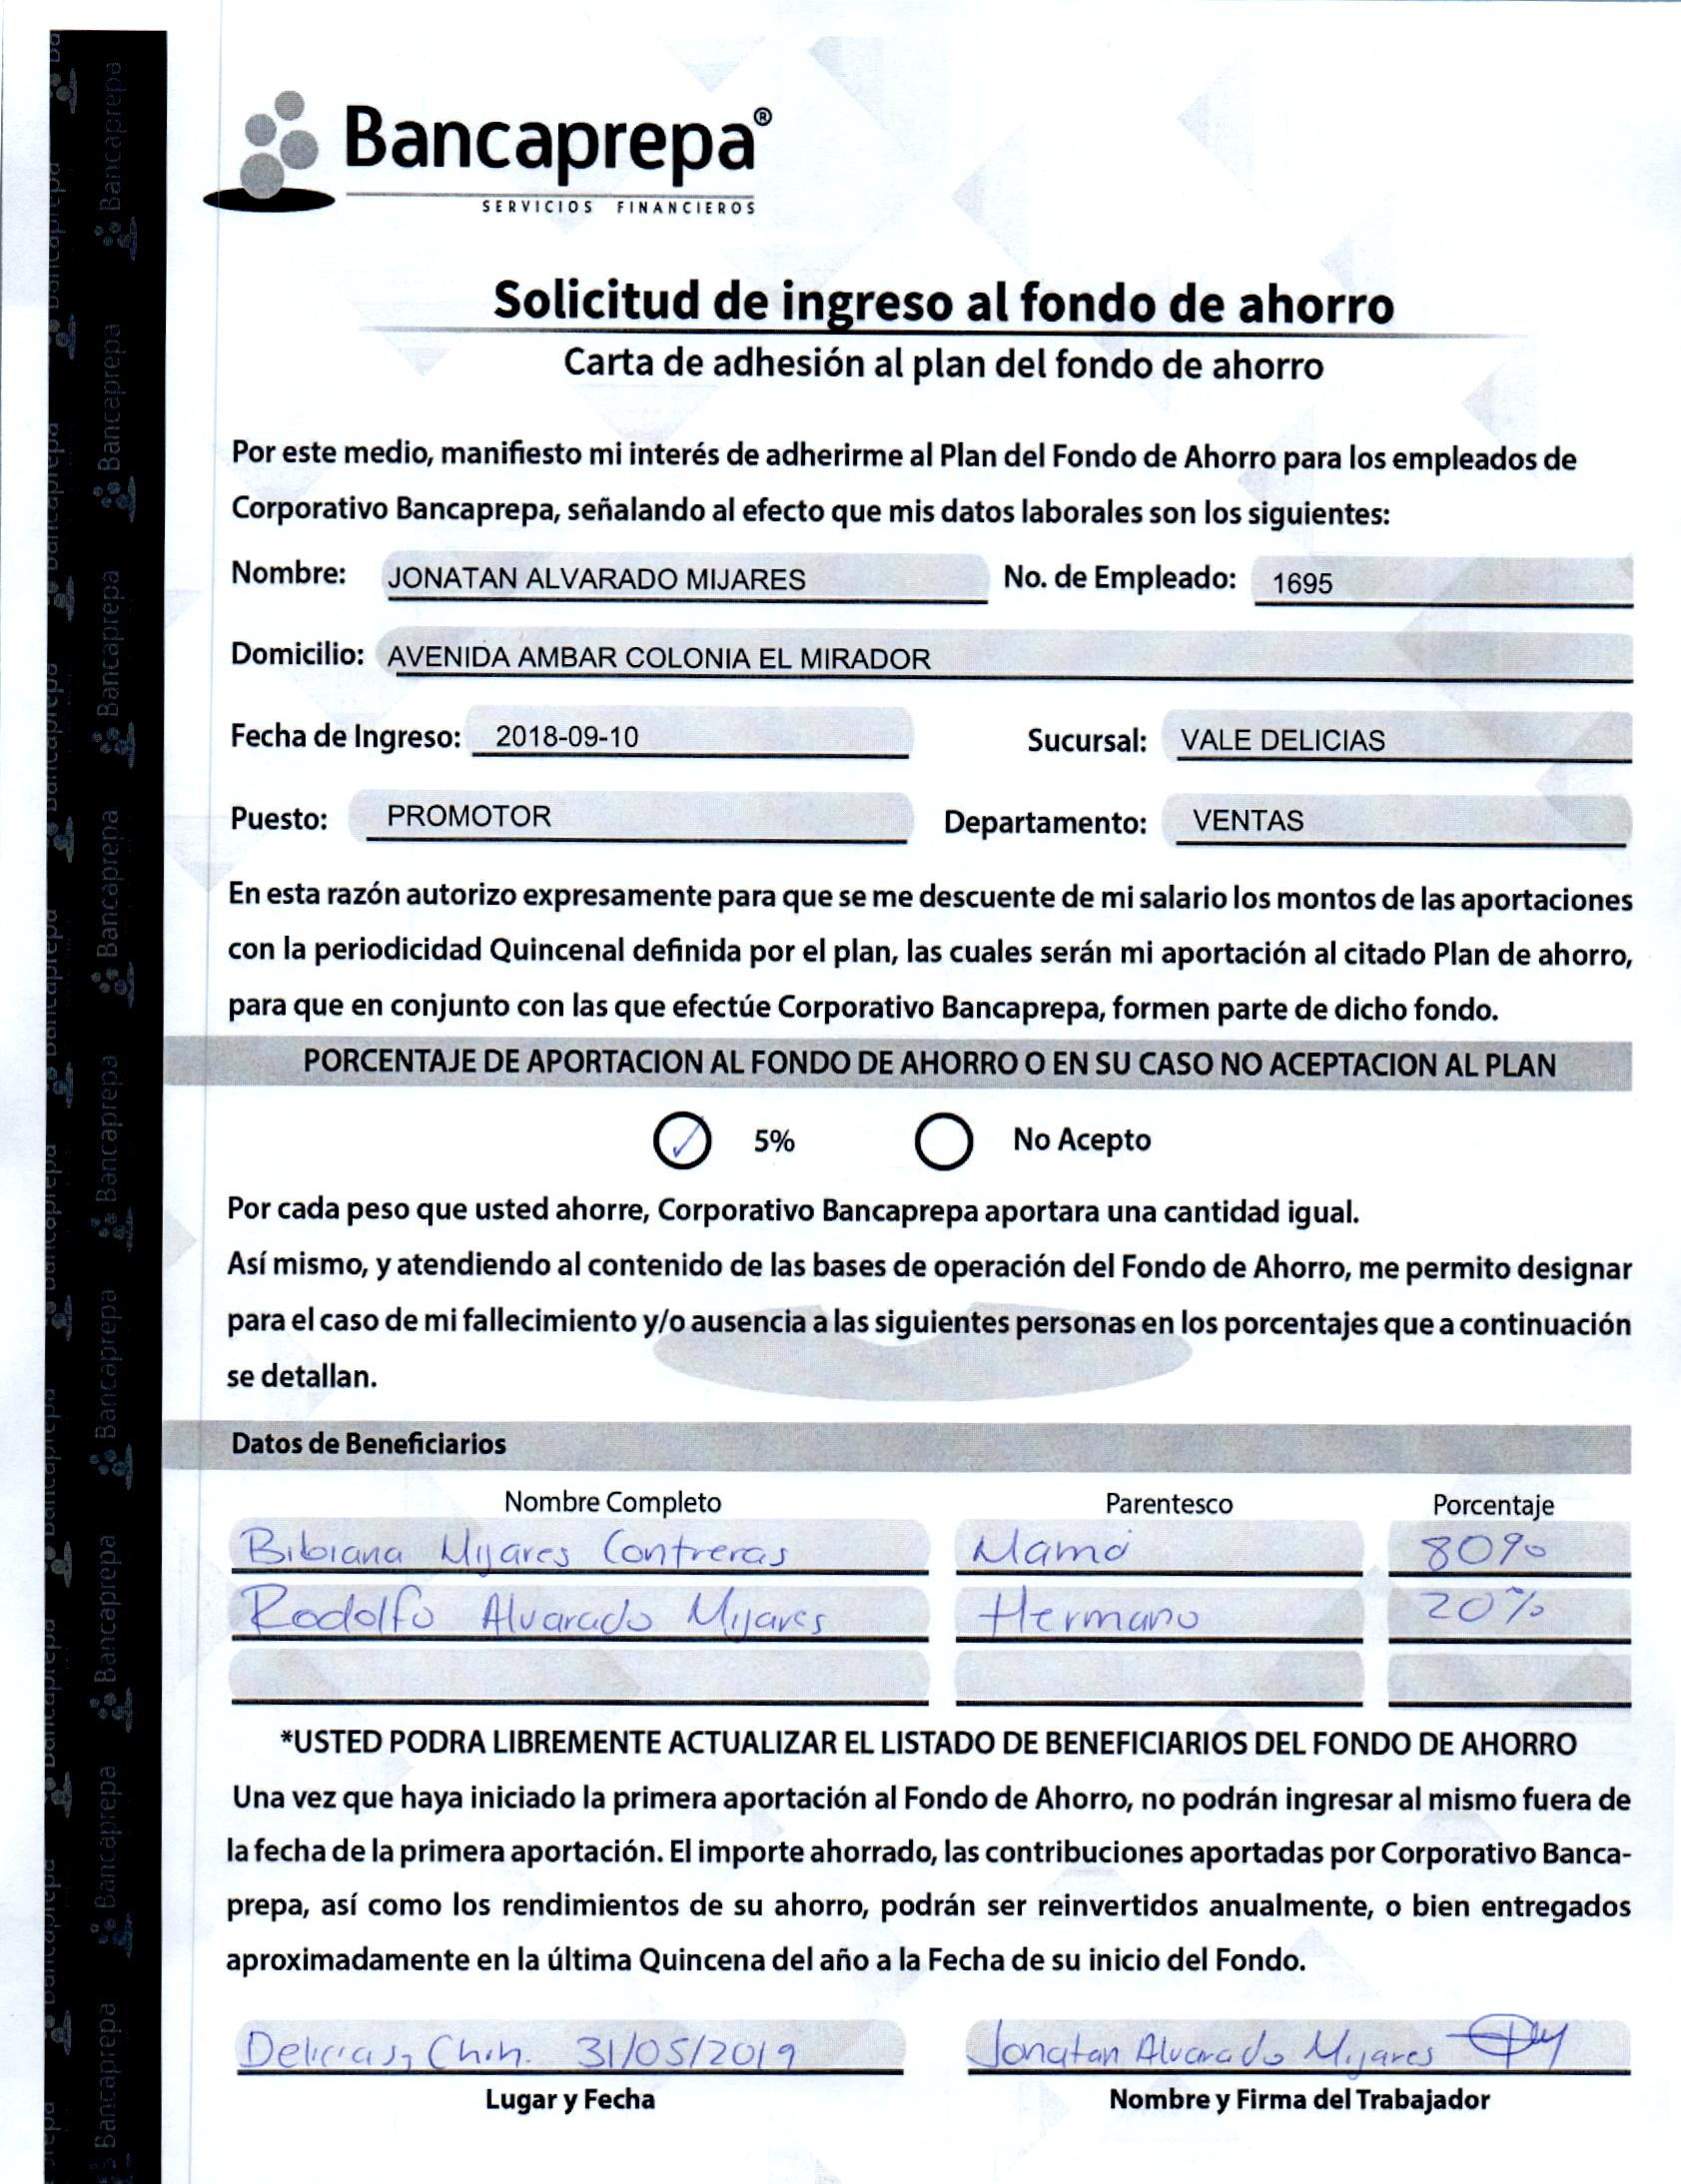 Bancaprepa®
SERVICIOS FINANCIEROS
Solicitud de ingreso al fondo de ahorro
Carta de adhesión al plan del fondo de ahorro
Por este medio, manifiesto mi interés de adherirme al Plan del Fondo de Ahorro para los empleados de
Corporativo Bancaprepa, señalando al efecto que mis datos laborales son los siguientes:
Nombre: JONATAN ALVARADO MIJARES No. de Empleado: 1695
Domicilio: AVENIDA AMBAR COLONIA EL MIRADOR
Fecha de Ingreso: 2018-09-10 Sucursal: VALE DELICIAS
Puesto: PROMOTOR Departamento: VENTAS
En esta razón autorizo expresamente para que se me descuente de mi salario los montos de las aportaciones
con la periodicidad Quincenal definida por el plan, las cuales serán mi aportación al citado Plan de ahorro,
para que en conjunto con las que efectúe Corporativo Bancaprepa, formen parte de dicho fondo.
PORCENTAJE DE APORTACION AL FONDO DE AHORRO O EN SU CASO NO ACEPTACION AL PLAN
✓ 5% No Acepto
Por cada peso que usted ahorre, Corporativo Bancaprepa aportara una cantidad igual.
Así mismo, y atendiendo al contenido de las bases de operación del Fondo de Ahorro, me permito designar
para el caso de mi fallecimiento y/o ausencia a las siguientes personas en los porcentajes que a continuación
se detallan.
Datos de Beneficiarios
Nombre Completo Parentesco Porcentaje
Bibiana Mijares Contreras Mamá 80%
Rodolfo Alvarado Mijares Hermano 20%
*USTED PODRA LIBREMENTE ACTUALIZAR EL LISTADO DE BENEFICIARIOS DEL FONDO DE AHORRO
Una vez que haya iniciado la primera aportación al Fondo de Ahorro, no podrán ingresar al mismo fuera de
la fecha de la primera aportación. El importe ahorrado, las contribuciones aportadas por Corporativo Banca-
prepa, así como los rendimientos de su ahorro, podrán ser reinvertidos anualmente, o bien entregados
aproximadamente en la última Quincena del año a la Fecha de su inicio del Fondo.
Delicias, Chih. 31/05/2019 Jonatan Alvarado Mijares
Lugar y Fecha Nombre y Firma del Trabajador